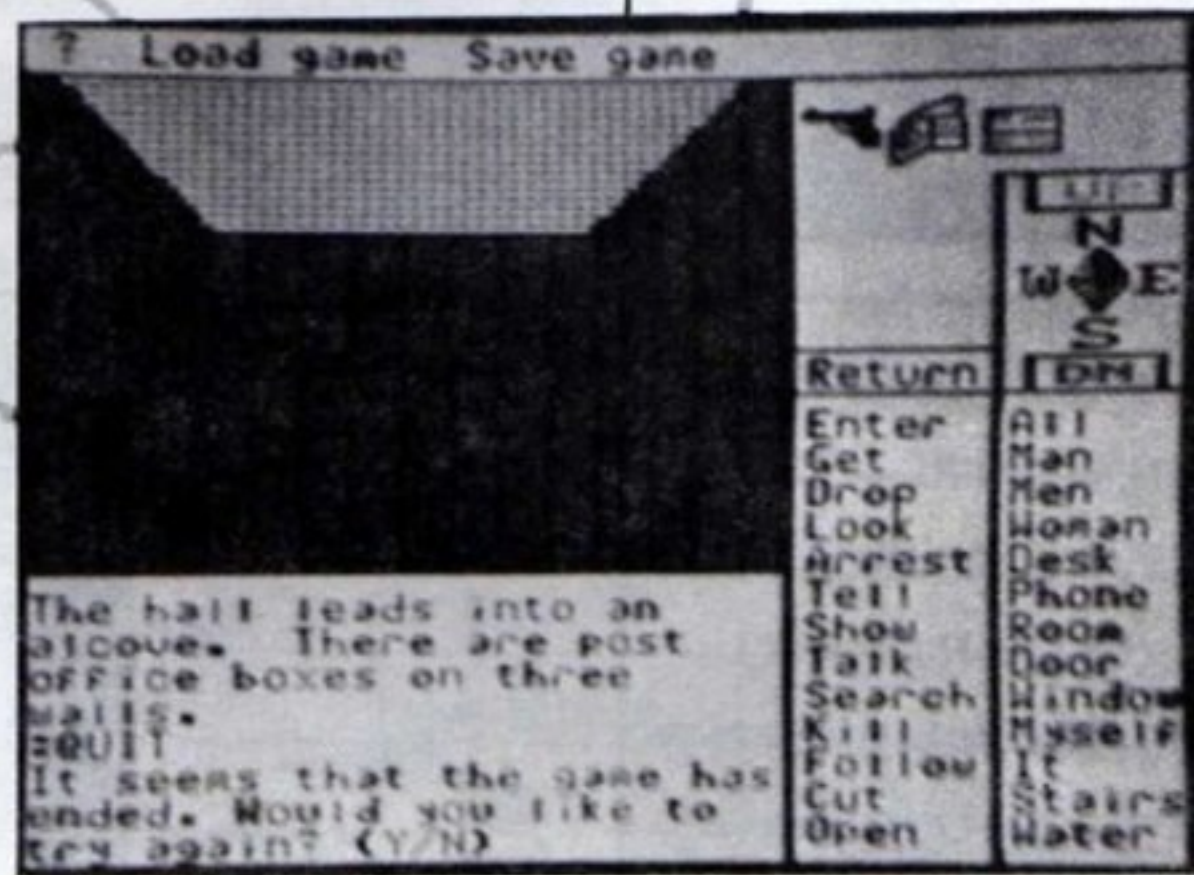 ? Load game Save game
UP
N
W E
S
DN
Return
Enter
Get
Drop
Look
Arrest
Tell
Show
Talk
Search
Kill
Follow
Cut
Open
All
Man
Men
Woman
Desk
Phone
Room
Door
Window
Myself
It
Stairs
Water
The hall leads into an
alcove. There are post
office boxes on three
walls.
=QUIT
It seems that the game has
ended. Would you like to
try again? (Y/N)